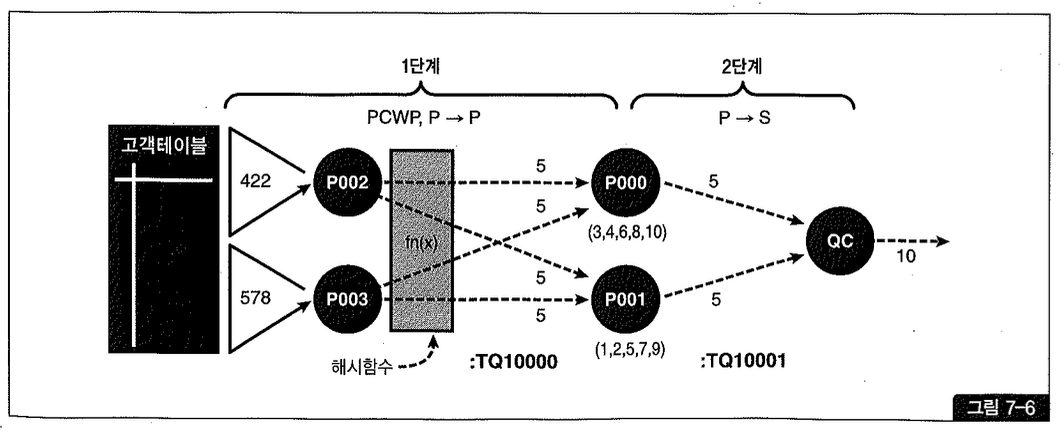 1단계
2단계
PCWP, P → P
P → S
고객테이블
422
P002
5
P000
5
5
(3,4,6,8,10)
fn(x)
QC
10
578
P003
5
5
P001
5
(1,2,5,7,9)
해시함수
:TQ10000
:TQ10001
그림 7-6